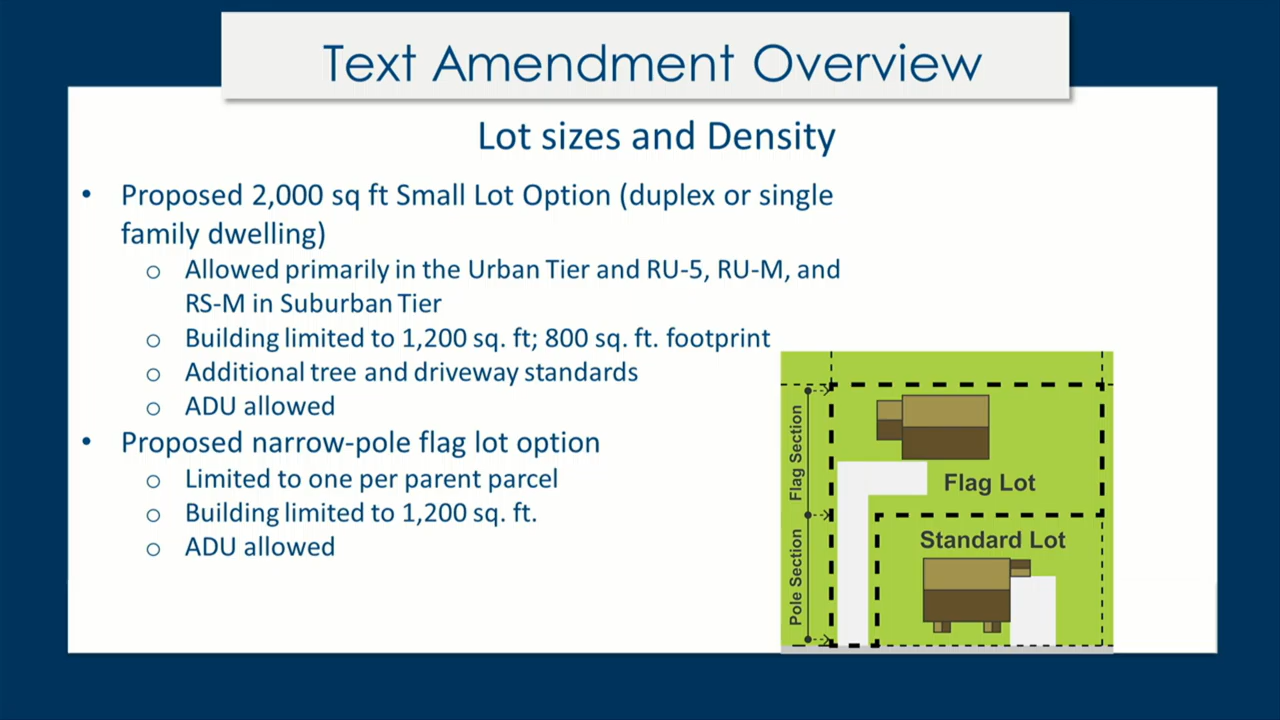 Text Amendment Overview
Lot sizes and Density
• Proposed 2,000 sq ft Small Lot Option (duplex or single
family dwelling)
o Allowed primarily in the Urban Tier and RU-5, RU-M, and
RS-M in Suburban Tier
o Building limited to 1,200 sq. ft; 800 sq. ft. footprint
o Additional tree and driveway standards
o ADU allowed
• Proposed narrow-pole flag lot option
o Limited to one per parent parcel
o Building limited to 1,200 sq. ft.
o ADU allowed
Flag Section
Flag Lot
Pole Section
Standard Lot